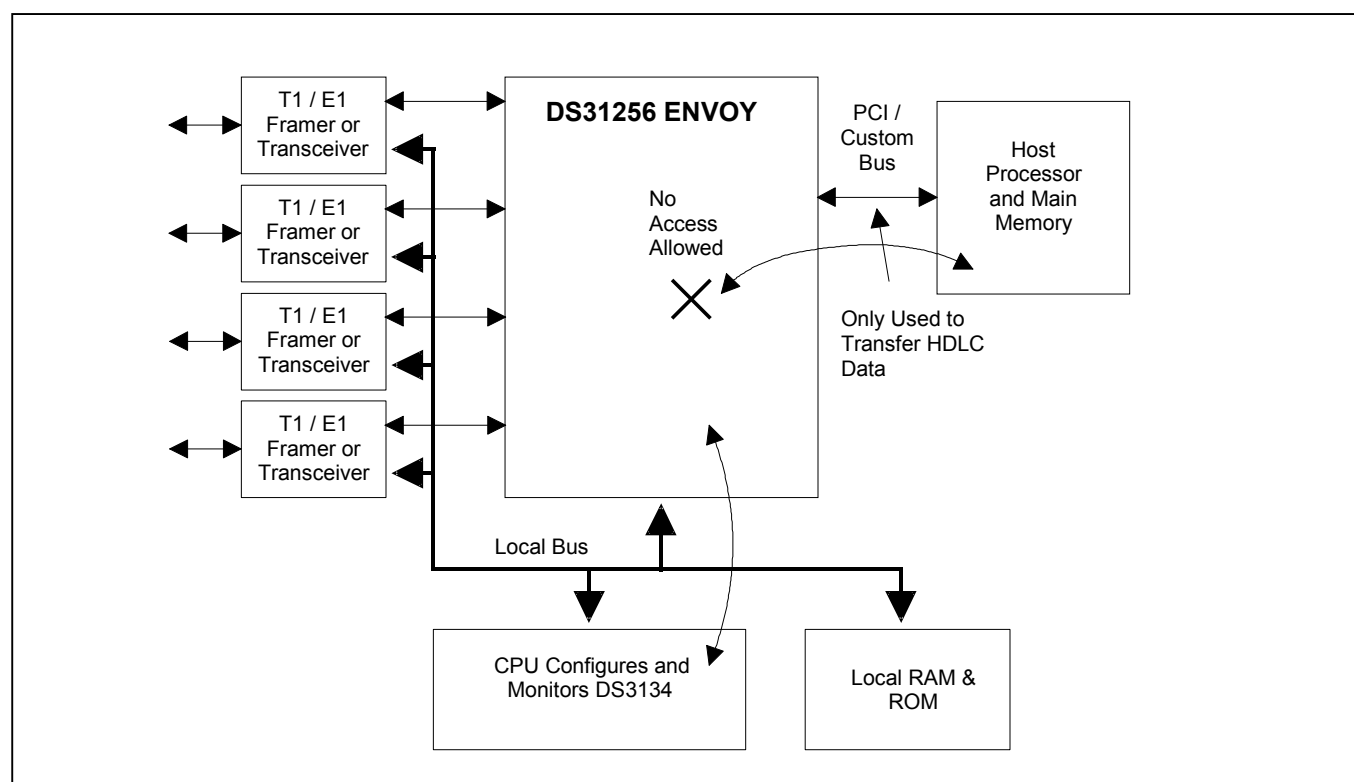 T1 / E1
Framer or
Transceiver
T1 / E1
Framer or
Transceiver
T1 / E1
Framer or
Transceiver
T1 / E1
Framer or
Transceiver
DS31256 ENVOY
No
Access
Allowed
PCI /
Custom
Bus
Host
Processor
and Main
Memory
Only Used to
Transfer HDLC
Data
Local Bus
CPU Configures and
Monitors DS3134
Local RAM &
ROM